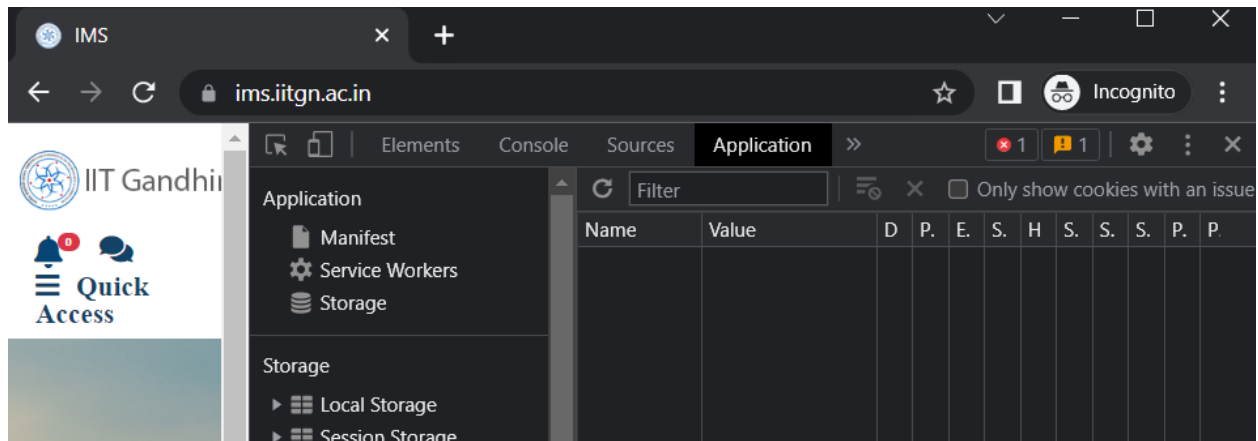 IMS
ims.iitgn.ac.in
Incognito
IIT Gandhi
0
Quick
Access
Elements
Console
Sources
Application
1
1
Application
Manifest
Service Workers
Storage
Storage
Local Storage
Session Storage
Filter
Only show cookies with an issue
Name Value D P. E. S. H S. S. S. P. P.